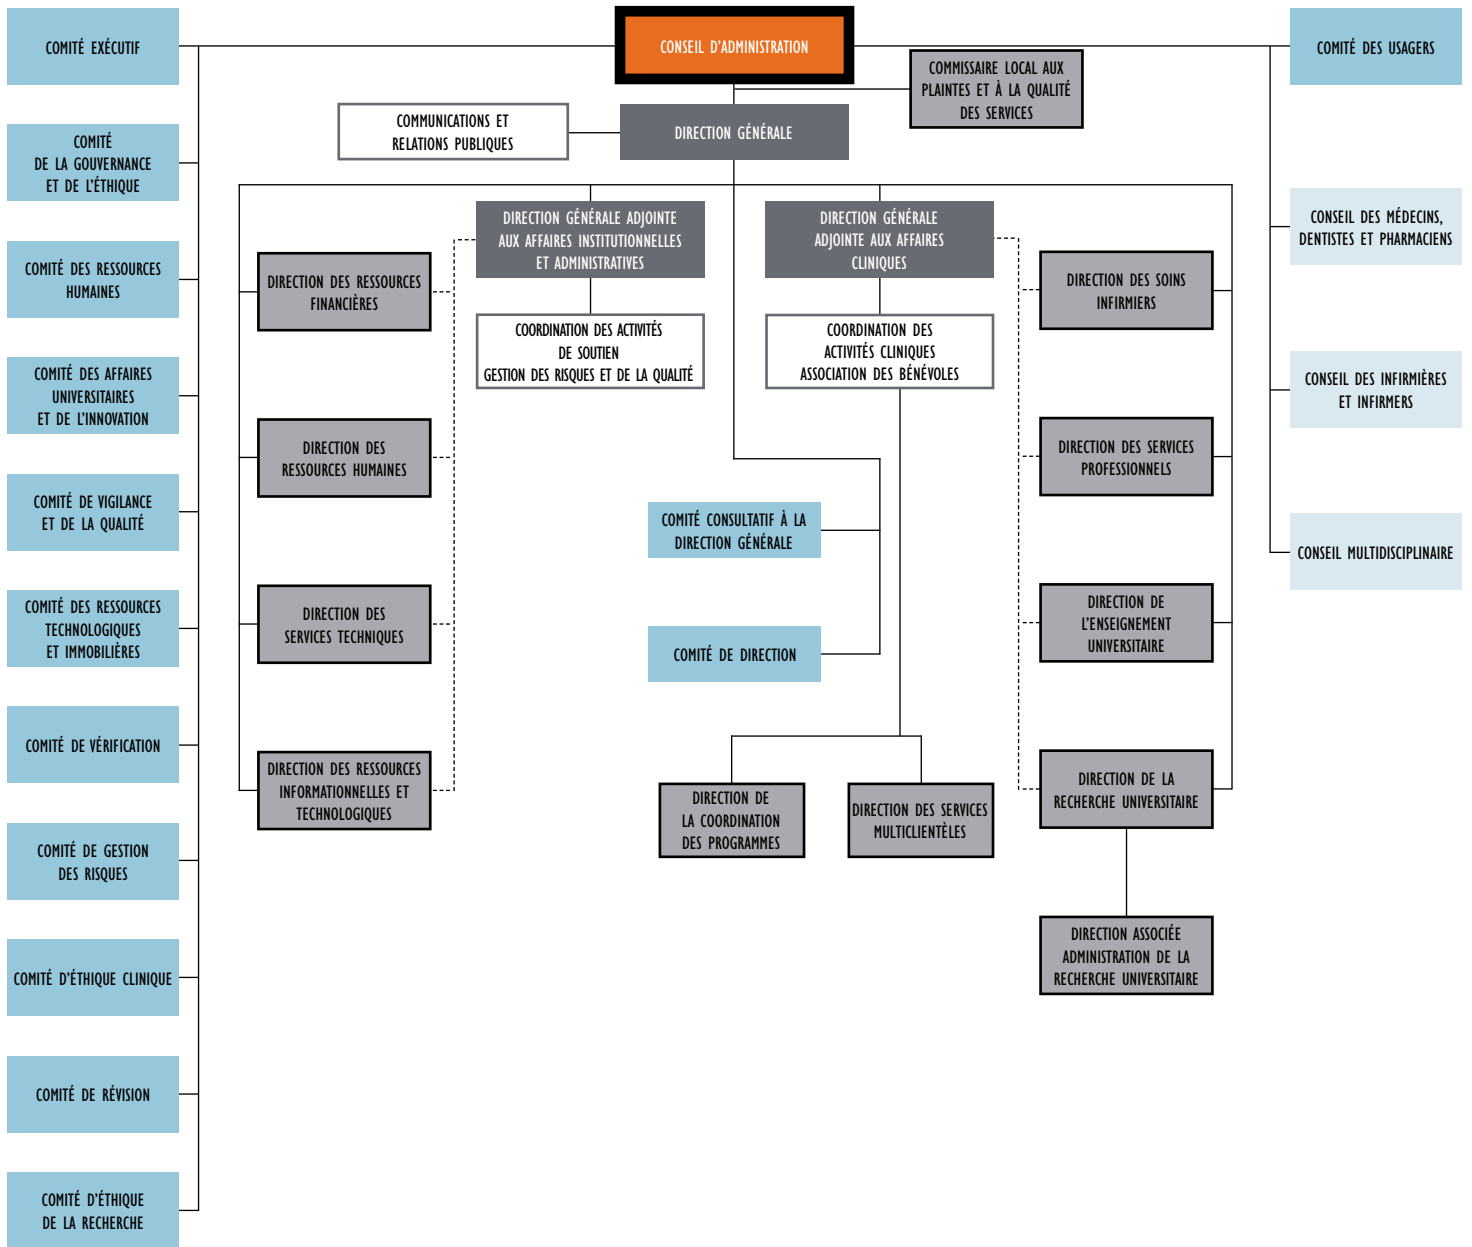 COMITÉ EXÉCUTIF
CONSEIL D'ADMINISTRATION
COMITÉ DES USAGERS
COMMISSAIRE LOCAL AUX
PLAINTES ET À LA QUALITÉ
DES SERVICES
COMMUNICATIONS ET
RELATIONS PUBLIQUES
DIRECTION GÉNÉRALE
COMITÉ
DE LA GOUVERNANCE
ET DE L'ÉTHIQUE
COMITÉ DES RESSOURCES
HUMAINES
COMITÉ DES AFFAIRES
UNIVERSITAIRES
ET DE L'INNOVATION
COMITÉ DE VIGILANCE
ET DE LA QUALITÉ
COMITÉ DES RESSOURCES
TECHNOLOGIQUES
ET IMMOBILIÈRES
COMITÉ DE VÉRIFICATION
COMITÉ DE GESTION
DES RISQUES
COMITÉ D'ÉTHIQUE CLINIQUE
COMITÉ DE RÉVISION
COMITÉ D'ÉTHIQUE
DE LA RECHERCHE
DIRECTION GÉNÉRALE ADJOINTE
AUX AFFAIRES INSTITUTIONNELLES
ET ADMINISTRATIVES
DIRECTION GÉNÉRALE
ADJOINTE AUX AFFAIRES
CLINIQUES
COORDINATION DES ACTIVITÉS
DE SOUTIEN
GESTION DES RISQUES ET DE LA QUALITÉ
COORDINATION DES
ACTIVITÉS CLINIQUES
ASSOCIATION DES BÉNÉVOLES
DIRECTION DES RESSOURCES
FINANCIÈRES
DIRECTION DES
RESSOURCES HUMAINES
DIRECTION DES
SERVICES TECHNIQUES
DIRECTION DES RESSOURCES
INFORMATIONNELLES ET
TECHNOLOGIQUES
COMITÉ CONSULTATIF À LA
DIRECTION GÉNÉRALE
COMITÉ DE DIRECTION
DIRECTION DE
LA COORDINATION
DES PROGRAMMES
DIRECTION DES SERVICES
MULTICLIENTÈLES
DIRECTION DES SOINS
INFIRMIERS
DIRECTION DES SERVICES
PROFESSIONNELS
DIRECTION DE
L'ENSEIGNEMENT
UNIVERSITAIRE
DIRECTION DE LA
RECHERCHE UNIVERSITAIRE
DIRECTION ASSOCIÉE
ADMINISTRATION DE LA
RECHERCHE UNIVERSITAIRE
CONSEIL DES MÉDECINS,
DENTISTES ET PHARMACIENS
CONSEIL DES INFIRMIÈRES
ET INFIRMERS
CONSEIL MULTIDISCIPLINAIRE